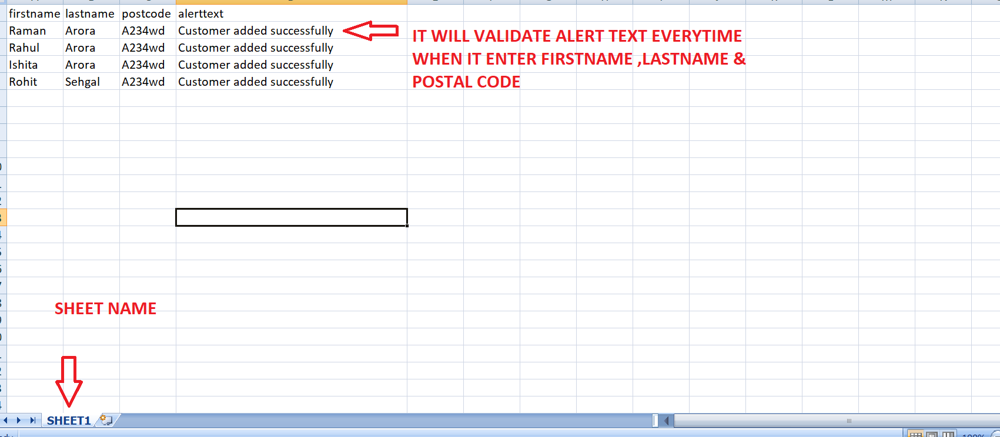 firstname lastname postcode alerttext
Raman Arora A234wd Customer added successfully
Rahul Arora A234wd Customer added successfully
Ishita Arora A234wd Customer added successfully
Rohit Sehgal A234wd Customer added successfully
IT WILL VALIDATE ALERT TEXT EVERYTIME
WHEN IT ENTER FIRSTNAME ,LASTNAME &
POSTAL CODE
SHEET NAME
SHEET1
100%